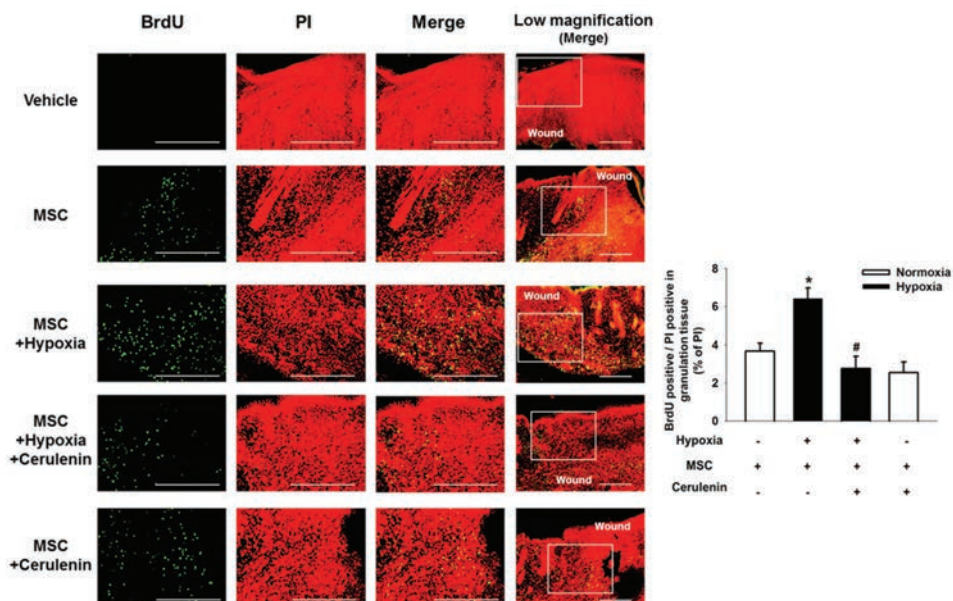 BrdU PI Merge Low magnification
(Merge)
Vehicle
Wound
MSC
Wound
MSC
+Hypoxia
Wound
MSC
+Hypoxia
+Cerulenin
Wound
MSC
+Cerulenin
Wound
BrdU positive / PI positive in
granulation tissue
(% of PI)
8
6
4
2
0
Normoxia
Hypoxia
*
#
Hypoxia - + + -
MSC + + + +
Cerulenin - - + +